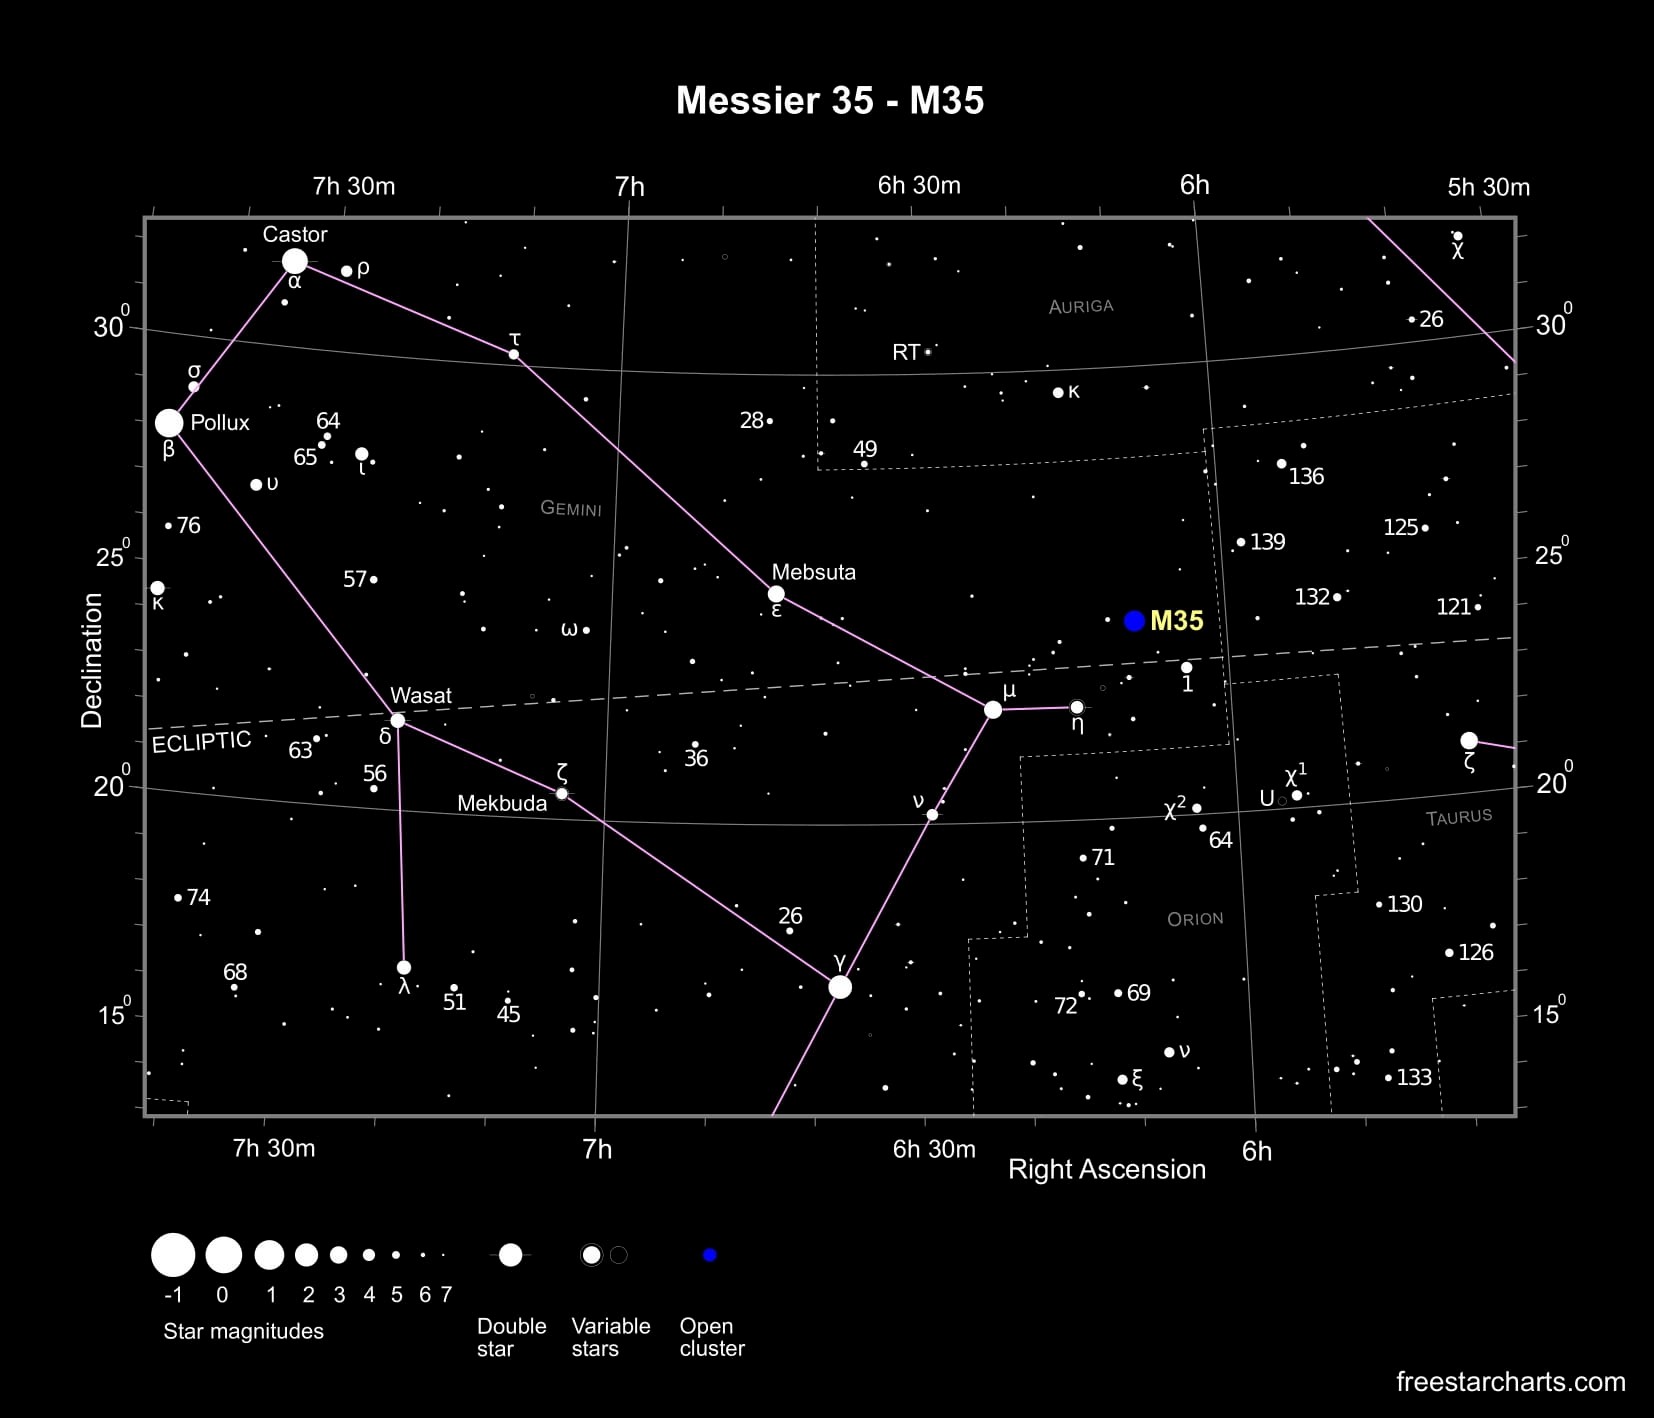 Messier 35 - M35
7h 30m 7h 6h 30m 6h 5h 30m
Castor
α
ρ
χ
30⁰
AURIGA
26
30⁰
τ
RT
σ
κ
Pollux
β
64
65
ι
28
49
136
υ
GEMINI
76
125
139
25⁰
25⁰
57
Mebsuta
ε
κ
132
121
M35
ω
Declination
1
Wasat
δ
μ
η
ECLIPTIC
63
36
ζ
56
ζ
Mekbuda
20⁰
χ¹
U
20⁰
ν
χ²
64
TAURUS
71
74
26
130
ORION
γ
126
68
λ
51
45
72
69
15⁰
15⁰
ν
ξ
133
7h 30m 7h 6h 30m 6h
Right Ascension
-1 0 1 2 3 4 5 6 7
Star magnitudes
Double
star
Variable
stars
Open
cluster
freestarcharts.com